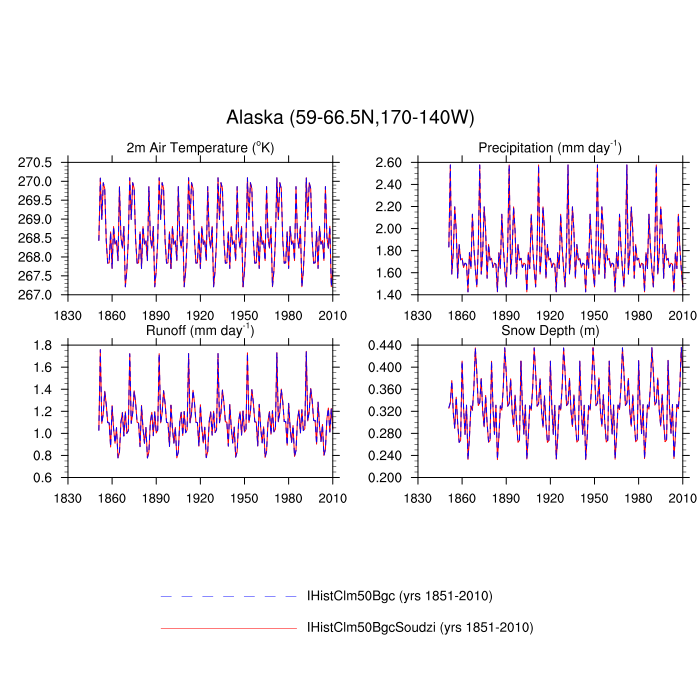 Alaska (59-66.5N,170-140W)
2m Air Temperature (°K)
Precipitation (mm day-1)
270.5
270.0
269.5
269.0
268.5
268.0
267.5
267.0
1830 1860 1890 1920 1950 1980 2010
2.60
2.40
2.20
2.00
1.80
1.60
1.40
1830 1860 1890 1920 1950 1980 2010
Runoff (mm day-1)
Snow Depth (m)
1.8
1.6
1.4
1.2
1.0
0.8
0.6
1830 1860 1890 1920 1950 1980 2010
0.440
0.400
0.360
0.320
0.280
0.240
0.200
1830 1860 1890 1920 1950 1980 2010
IHistClm50Bgc (yrs 1851-2010)
IHistClm50BgcSoudzi (yrs 1851-2010)